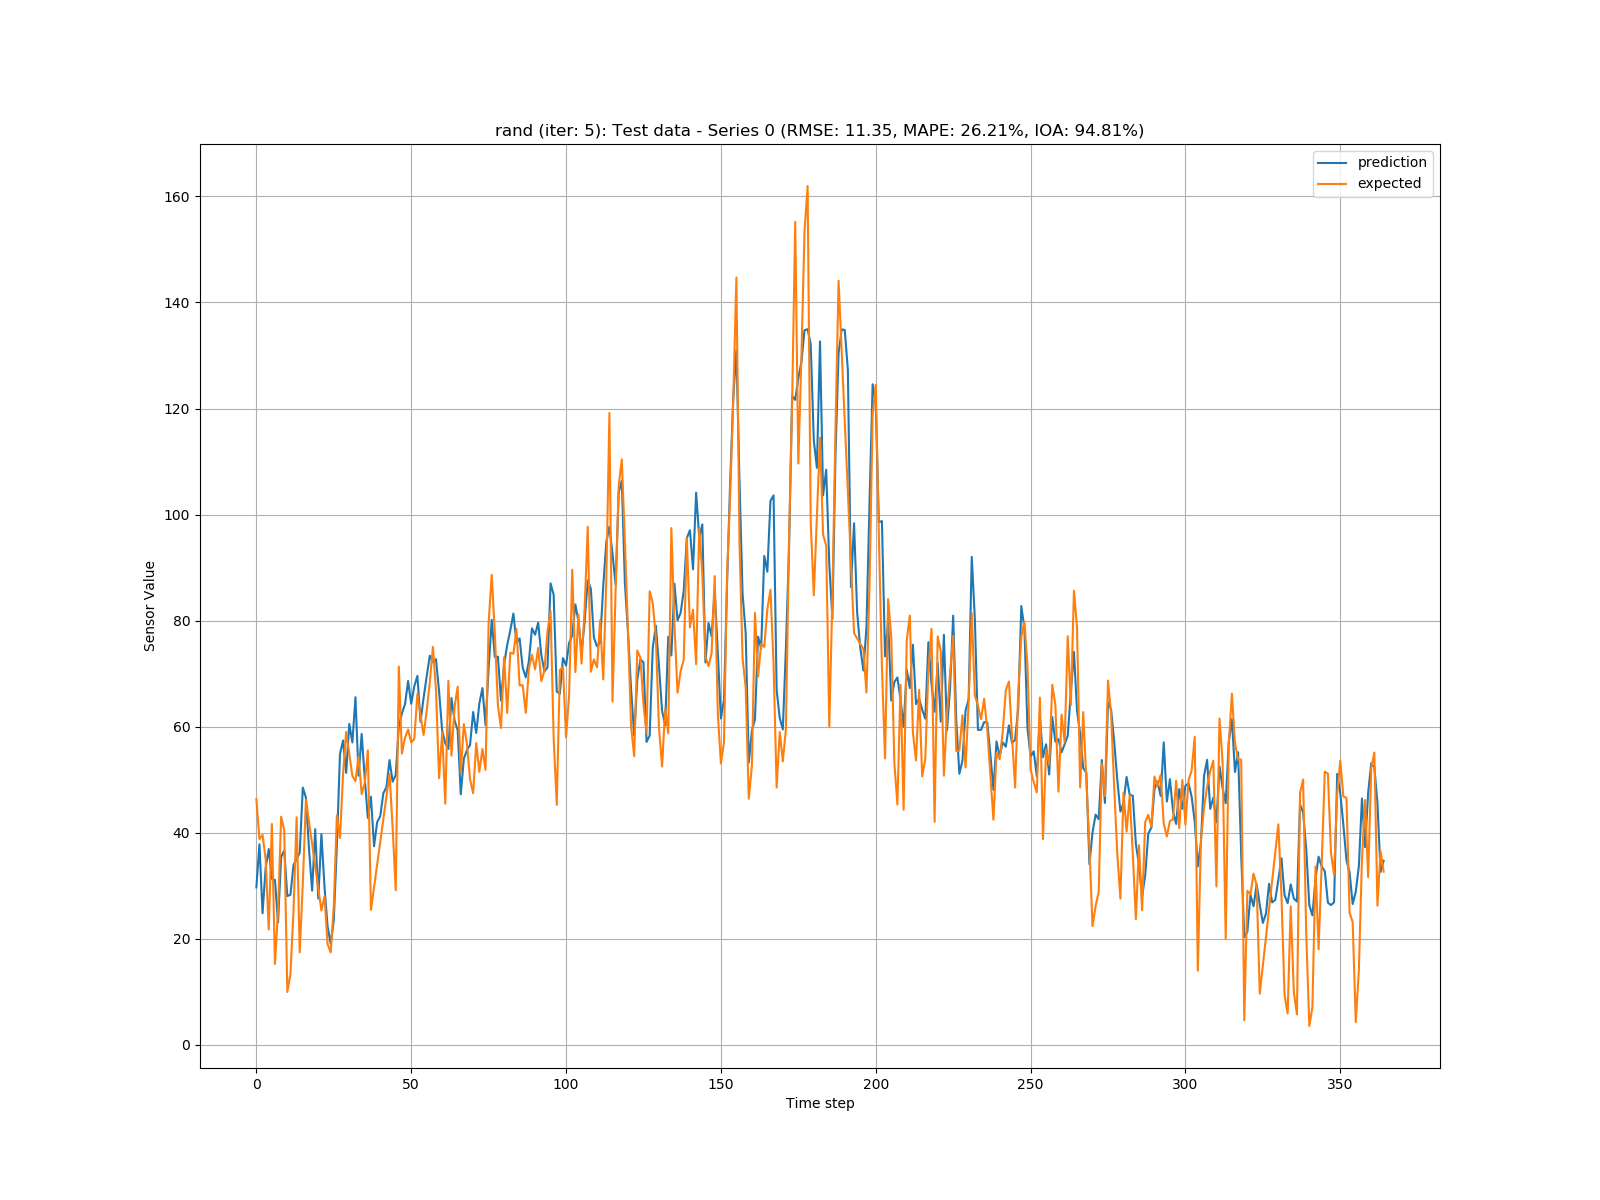 rand (iter: 5): Test data - Series 0 (RMSE: 11.35, MAPE: 26.21%, IOA: 94.81%)
prediction
expected
160
140
120
100
80
60
40
20
0
Sensor Value
0 50 100 150 200 250 300 350
Time step